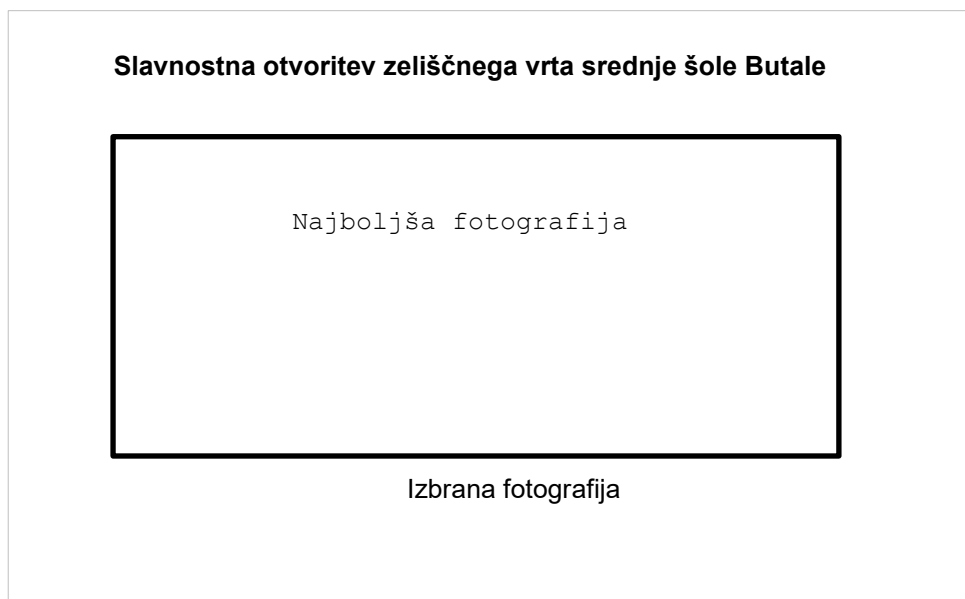 Slavnostna otvoritev zeliščnega vrta srednje šole Butale
Najboljša fotografija
Izbrana fotografija